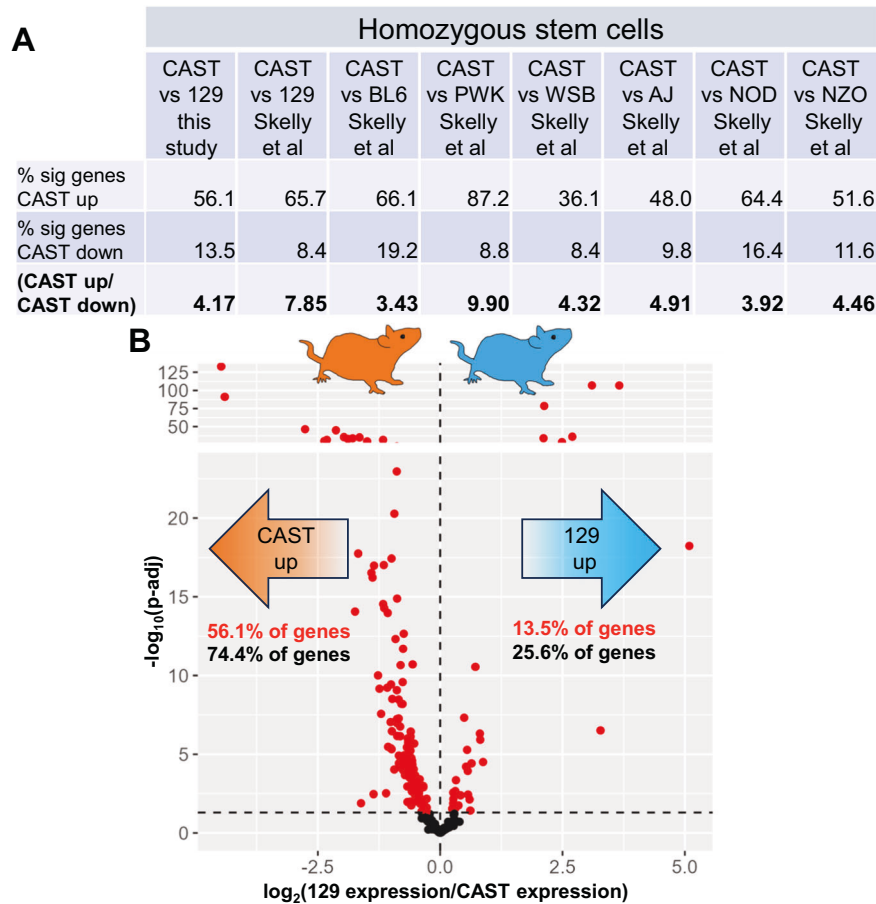 A
Homozygous stem cells
CAST vs 129 this study
CAST vs 129 Skelly et al
CAST vs BL6 Skelly et al
CAST vs PWK Skelly et al
CAST vs WSB Skelly et al
CAST vs AJ Skelly et al
CAST vs NOD Skelly et al
CAST vs NZO Skelly et al
% sig genes CAST up 56.1 65.7 66.1 87.2 36.1 48.0 64.4 51.6
% sig genes CAST down 13.5 8.4 19.2 8.8 8.4 9.8 16.4 11.6
(CAST up/ CAST down) 4.17 7.85 3.43 9.90 4.32 4.91 3.92 4.46
B
125
100
75
50
20
15
10
5
0
-log10(p-adj)
CAST
up
129
up
56.1% of genes
74.4% of genes
13.5% of genes
25.6% of genes
-2.5 0.0 2.5 5.0
log2(129 expression/CAST expression)